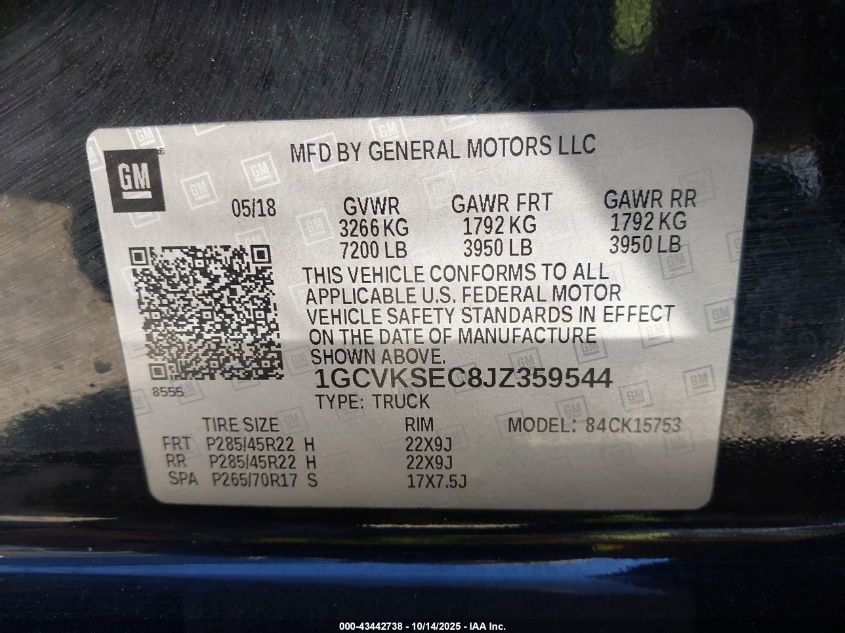 GM
MFD BY GENERAL MOTORS LLC
05/18
GVWR GAWR FRT GAWR RR
3266 KG 1792 KG 1792 KG
7200 LB 3950 LB 3950 LB
THIS VEHICLE CONFORMS TO ALL
APPLICABLE U.S. FEDERAL MOTOR
VEHICLE SAFETY STANDARDS IN EFFECT
ON THE DATE OF MANUFACTURE
SHOWN ABOVE.
8555
1GCVKSEC8JZ359544
TYPE: TRUCK
TIRE SIZE RIM MODEL: 84CK15753
FRT P285/45R22 H 22X9J
RR P285/45R22 H 22X9J
SPA P265/70R17 S 17X7.5J
000-43442738 - 10/14/2025 - IAA Inc.